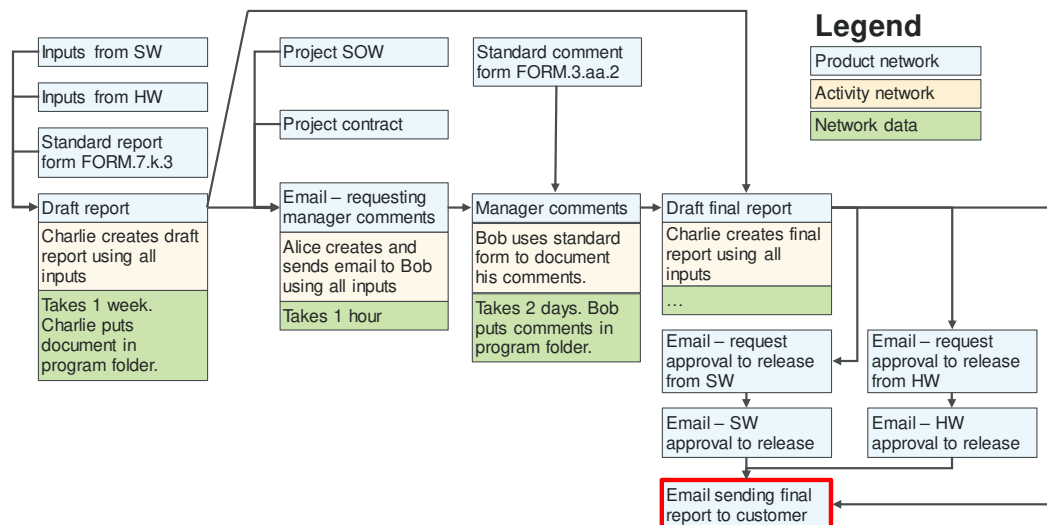 Legend
Product network
Activity network
Network data
Inputs from SW
Inputs from HW
Standard report
form FORM.7.k.3
Draft report
Charlie creates draft
report using all
inputs
Takes 1 week.
Charlie puts
document in
program folder.
Project SOW
Project contract
Email – requesting
manager comments
Alice creates and
sends email to Bob
using all inputs
Takes 1 hour
Standard comment
form FORM.3.aa.2
Manager comments
Bob uses standard
form to document
his comments.
Takes 2 days. Bob
puts comments in
program folder.
Draft final report
Charlie creates final
report using all
inputs
…
Email – request
approval to release
from SW
Email – request
approval to release
from HW
Email – SW
approval to release
Email – HW
approval to release
Email sending final
report to customer